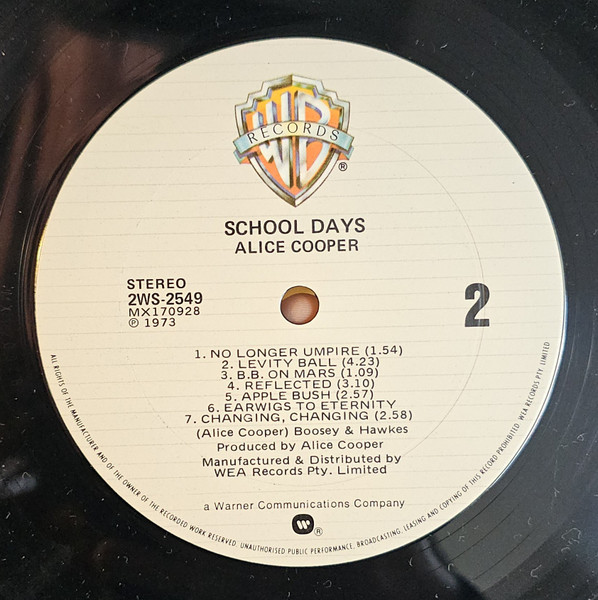 WB
RECORDS
®
SCHOOL DAYS
ALICE COOPER
STEREO
2WS-2549
MX170928
℗ 1973
2
1. NO LONGER UMPIRE (1.54)
2. LEVITY BALL (4.23)
3. B.B. ON MARS (1.09)
4. REFLECTED (3.10)
5. APPLE BUSH (2.57)
6. EARWIGS TO ETERNITY
7. CHANGING, CHANGING (2.58)
(Alice Cooper) Boosey & Hawkes
Produced by Alice Cooper
Manufactured & Distributed by
WEA Records Pty. Limited
a Warner Communications Company
®
ALL RIGHTS OF THE MANUFACTURER AND OF THE OWNER OF THE RECORDED WORK RESERVED. UNAUTHORISED PUBLIC PERFORMANCE, BROADCASTING, LEASING AND COPYING OF THIS RECORD PROHIBITED. WEA RECORDS PTY. LIMITED